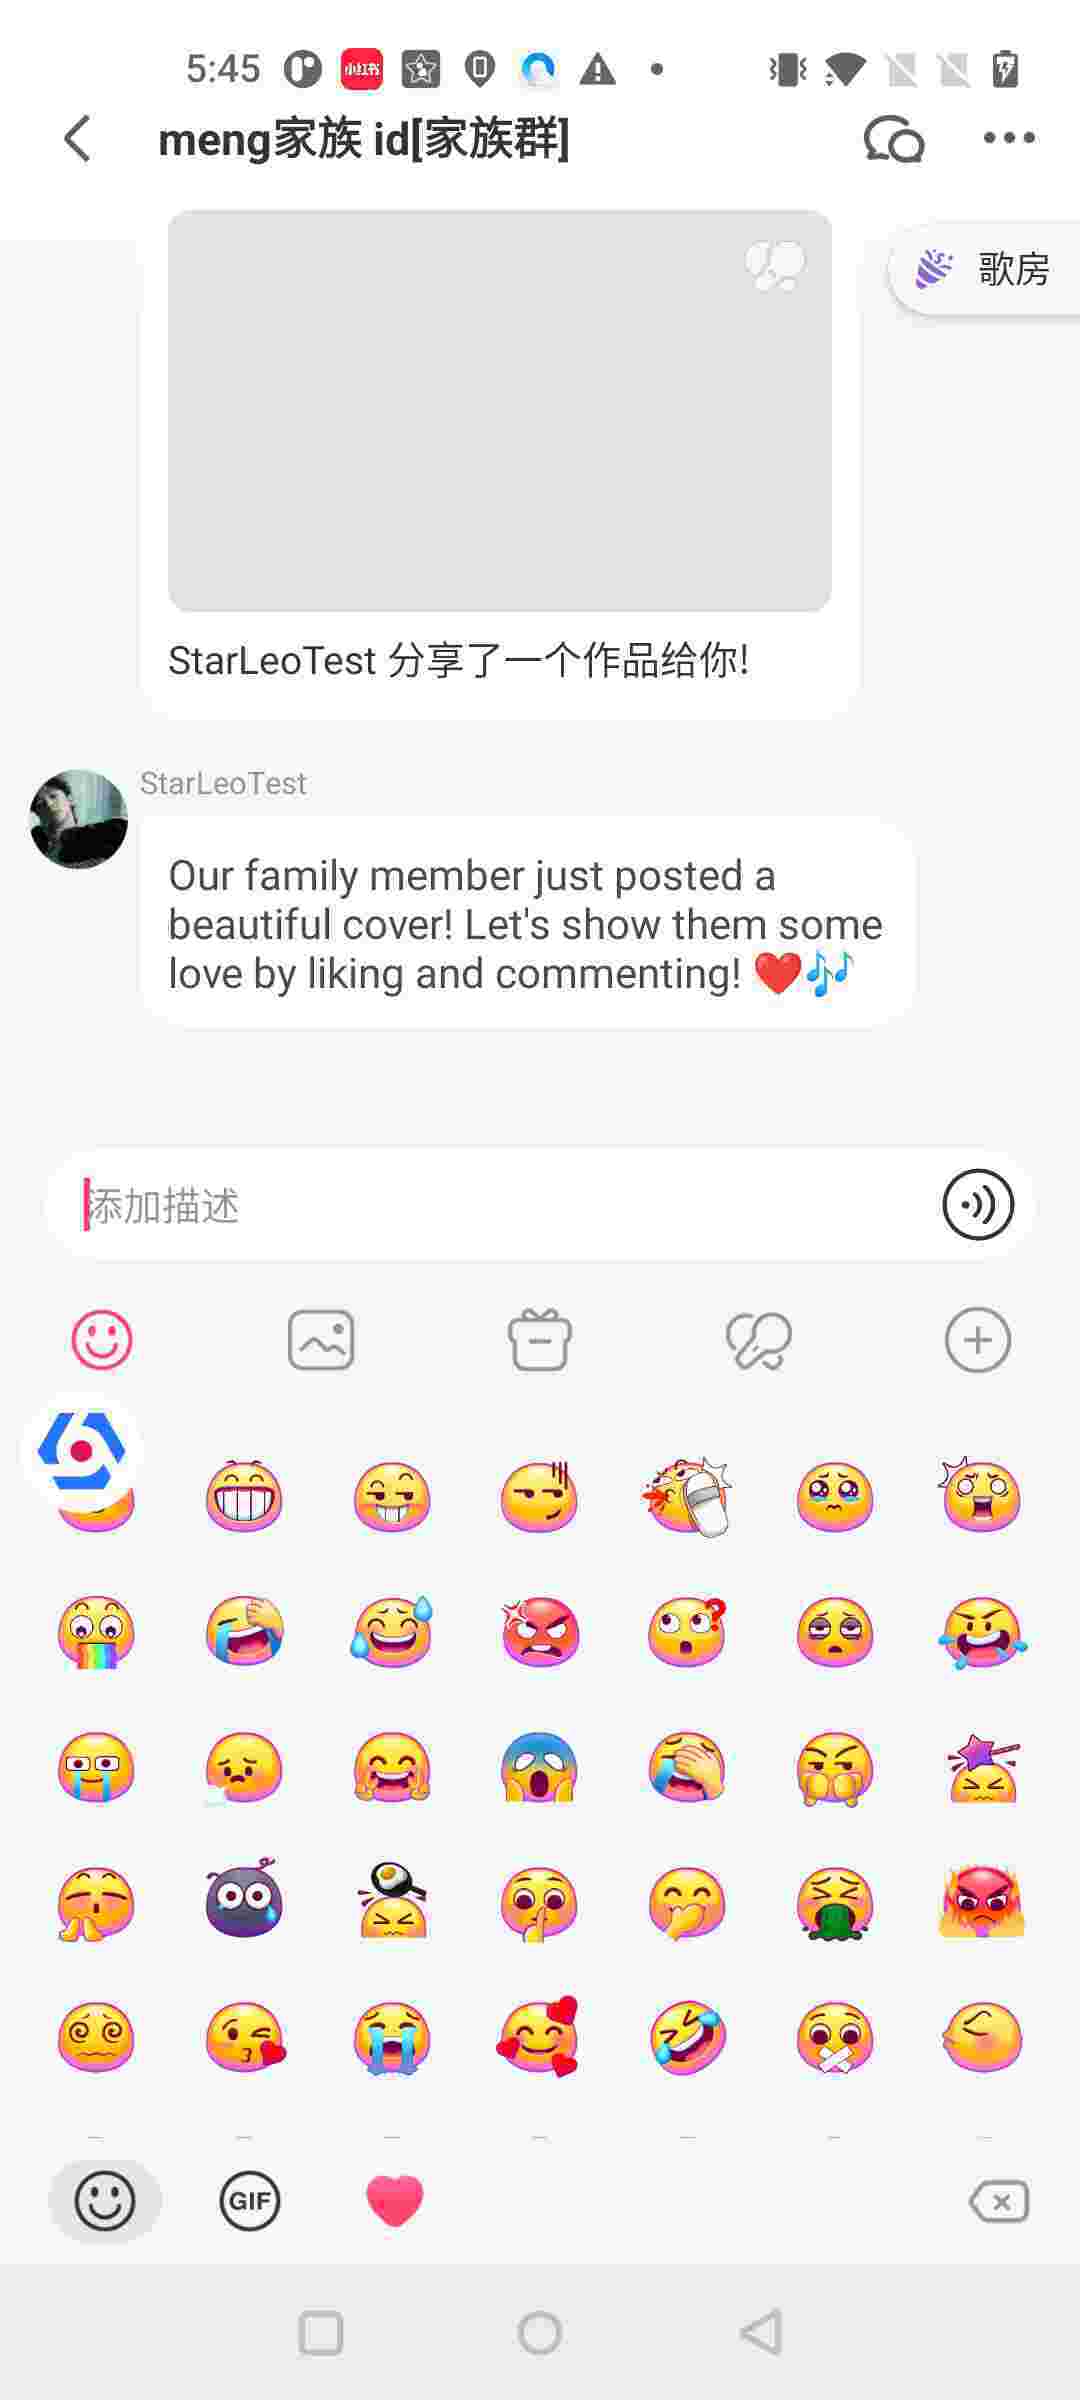 5:45
小红书
meng家族 id[家族群]
歌房
StarLeoTest 分享了一个作品给你!
StarLeoTest
Our family member just posted a
beautiful cover! Let's show them some
love by liking and commenting! ❤️🎶
添加描述
GIF